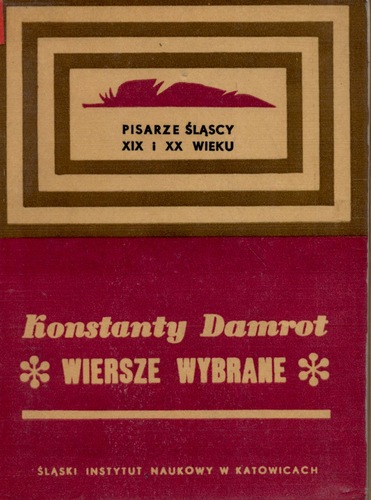 PISARZE ŚLĄSCY
XIX I XX WIEKU
Konstanty Damrot
WIERSZE WYBRANE
ŚLĄSKI INSTYTUT NAUKOWY W KATOWICACH